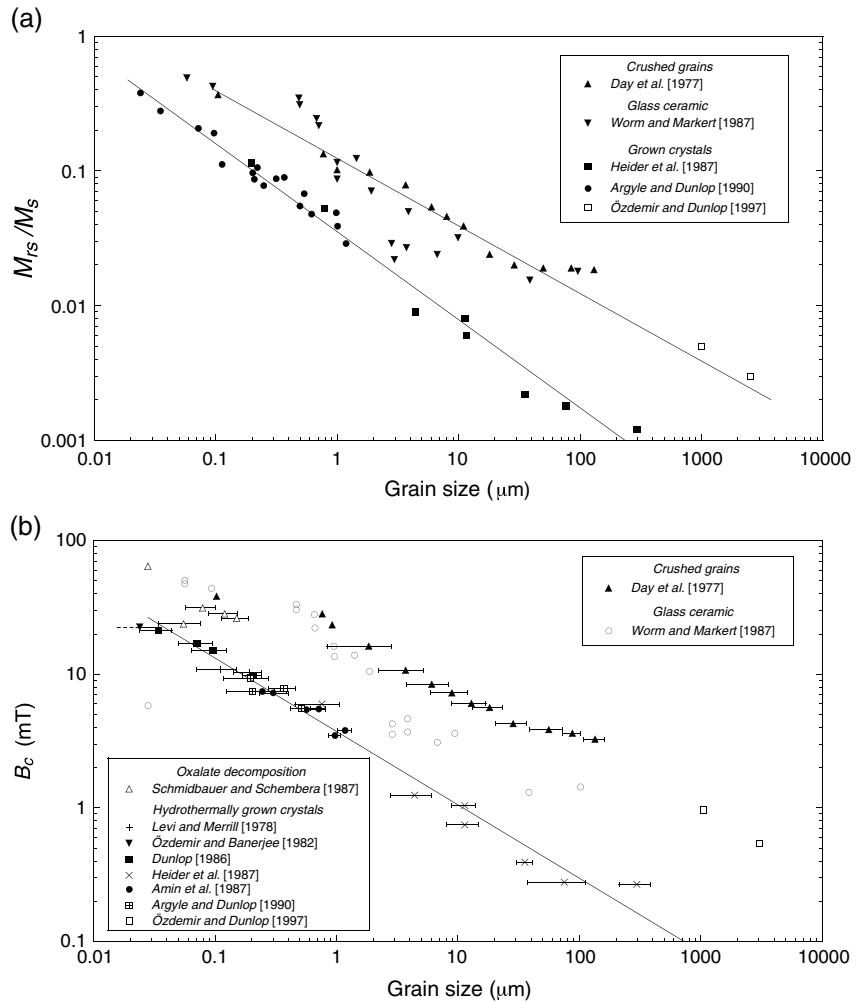 (a)
1
0.1
0.01
0.001
M_rs/M_s
0.01
0.1
1
10
100
1000
10000
Grain size (μm)
Crushed grains
Day et al. [1977]
Glass ceramic
Worm and Markert [1987]
Grown crystals
Heider et al. [1987]
Argyle and Dunlop [1990]
Özdemir and Dunlop [1997]
(b)
100
10
1
0.1
B_c (mT)
0.01
0.1
1
10
100
1000
10000
Grain size (μm)
Crushed grains
Day et al. [1977]
Glass ceramic
Worm and Markert [1987]
Oxalate decomposition
Schmidbauer and Schembera [1987]
Hydrothermally grown crystals
Levi and Merrill [1978]
Özdemir and Banerjee [1982]
Dunlop [1986]
Heider et al. [1987]
Amin et al. [1987]
Argyle and Dunlop [1990]
Özdemir and Dunlop [1997]